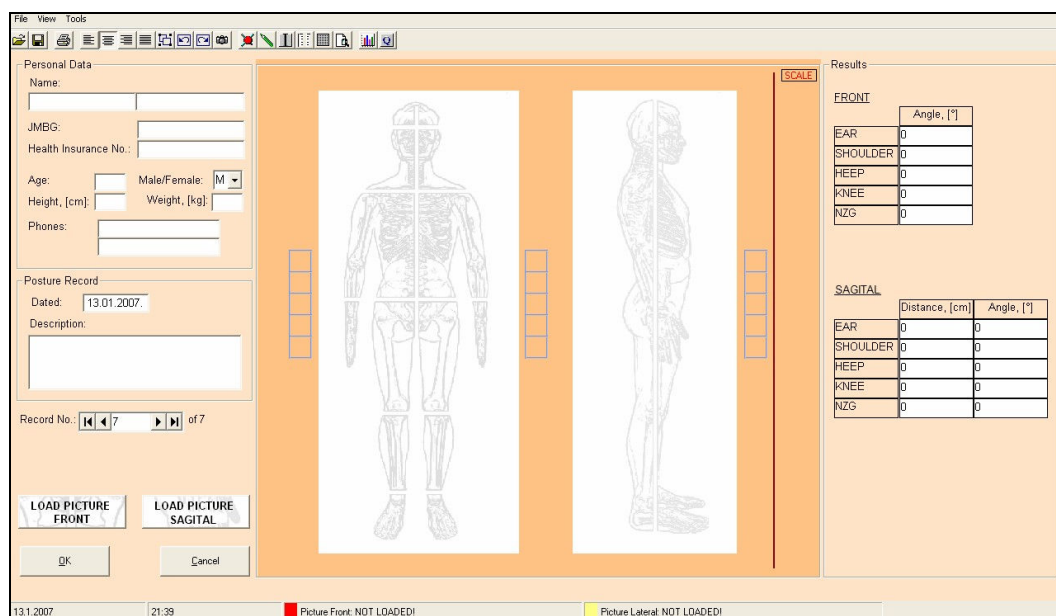 File View Tools
Personal Data
Name:
JMBG:
Health Insurance No.:
Age: Male/Female: M
Height, [cm]: Weight, [kg]:
Phones:
Posture Record
Dated: 13.01.2007.
Description:
Record No.: 7 of 7
LOAD PICTURE
FRONT
LOAD PICTURE
SAGITAL
OK Cancel
SCALE
Results
FRONT
Angle, [°]
EAR 0
SHOULDER 0
HEEP 0
KNEE 0
NZG 0
SAGITAL
Distance, [cm] Angle, [°]
EAR 0 0
SHOULDER 0 0
HEEP 0 0
KNEE 0 0
NZG 0 0
13.1.2007 21:39 Picture Front: NOT LOADED! Picture Lateral: NOT LOADED!